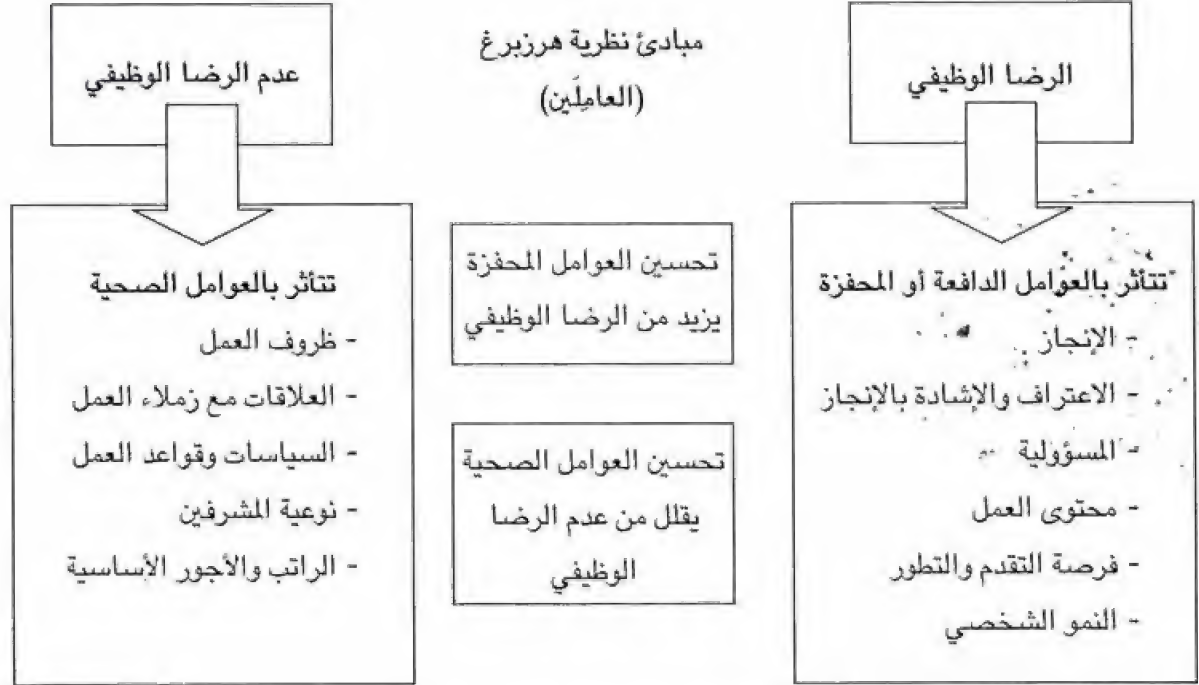 مبادئ نظرية هرزبرغ
(العاملَين)
الرضا الوظيفي
تتأثر بالعوامل الدافعة أو المحفزة
- الإنجاز
- الاعتراف والإشادة بالإنجاز
- المسؤولية
- محتوى العمل
- فرصة التقدم والتطور
- النمو الشخصي
تحسين العوامل المحفزة
يزيد من الرضا الوظيفي
تحسين العوامل الصحية
يقلل من عدم الرضا
الوظيفي
عدم الرضا الوظيفي
تتأثر بالعوامل الصحية
- ظروف العمل
- العلاقات مع زملاء العمل
- السياسات وقواعد العمل
- نوعية المشرفين
- الراتب والأجور الأساسية